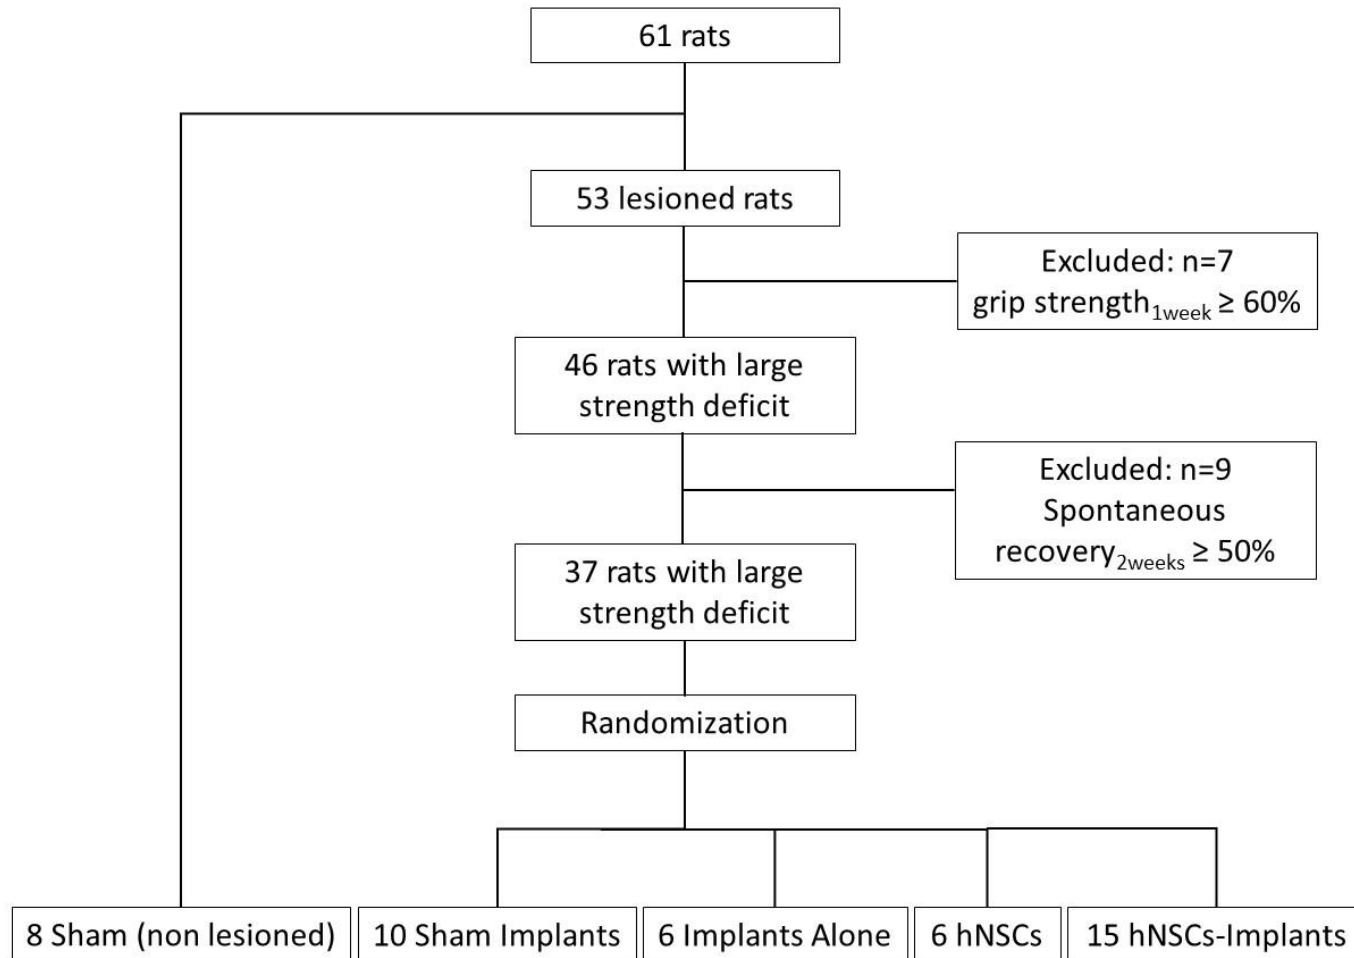 61 rats
53 lesioned rats
Excluded: n=7
grip strength1week ≥ 60%
46 rats with large
strength deficit
Excluded: n=9
Spontaneous
recovery2weeks ≥ 50%
37 rats with large
strength deficit
Randomization
8 Sham (non lesioned)
10 Sham Implants
6 Implants Alone
6 hNSCs
15 hNSCs-Implants